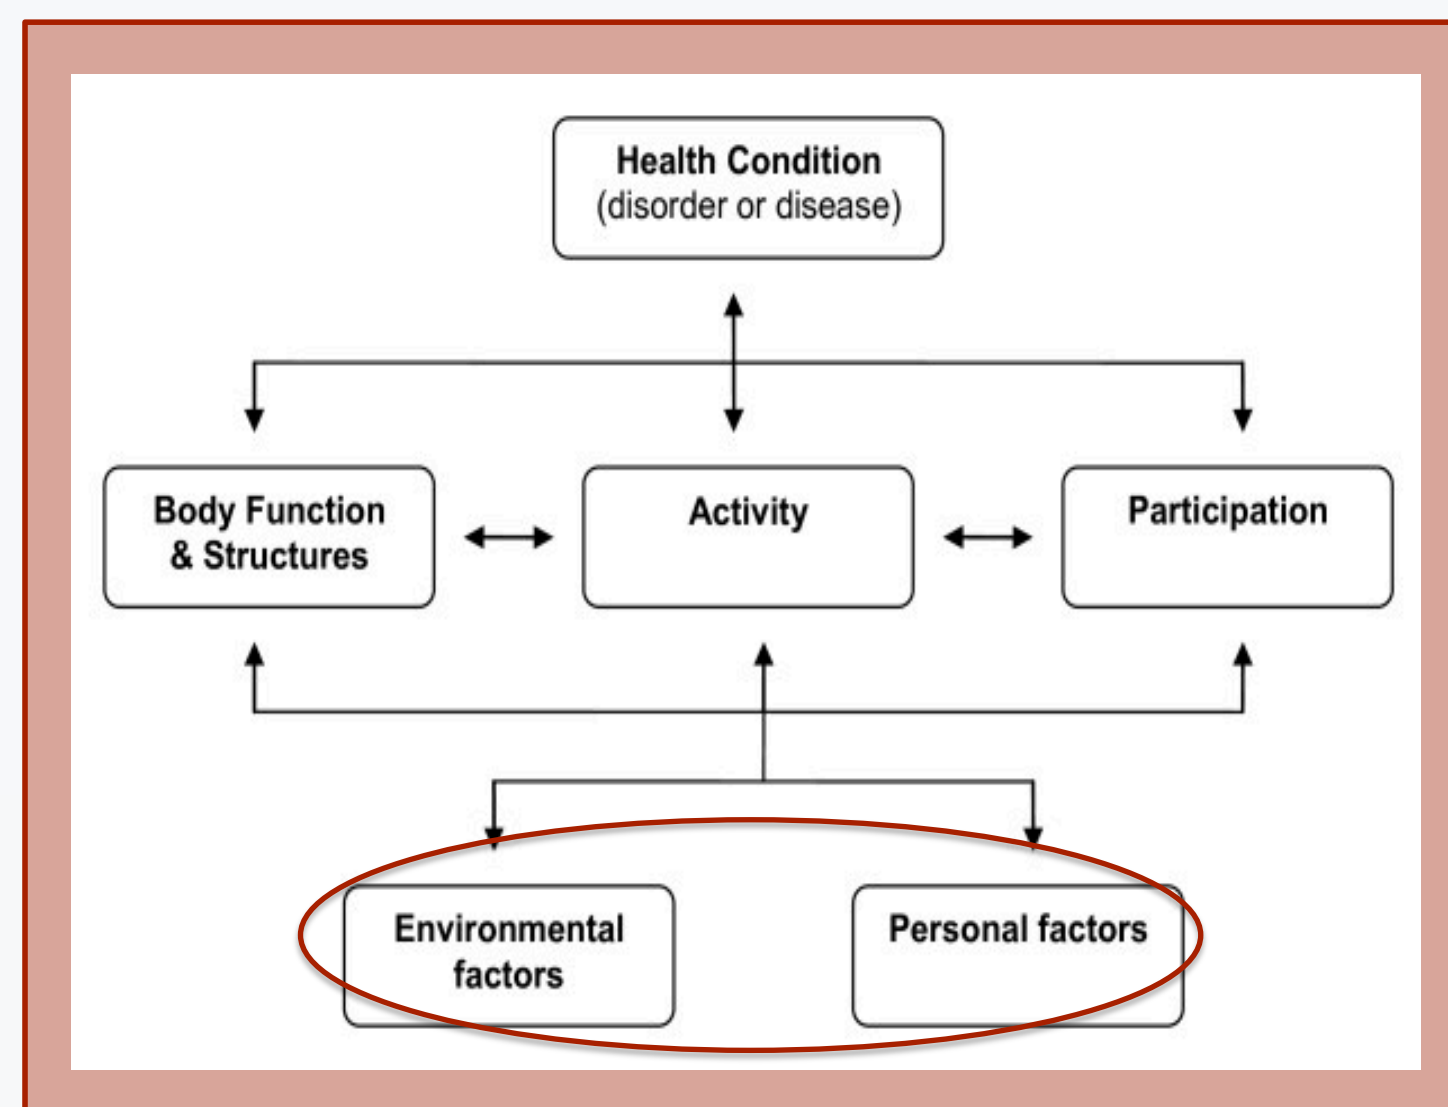 Health Condition
(disorder or disease)
Body Function
& Structures
Activity
Participation
Environmental
factors
Personal factors